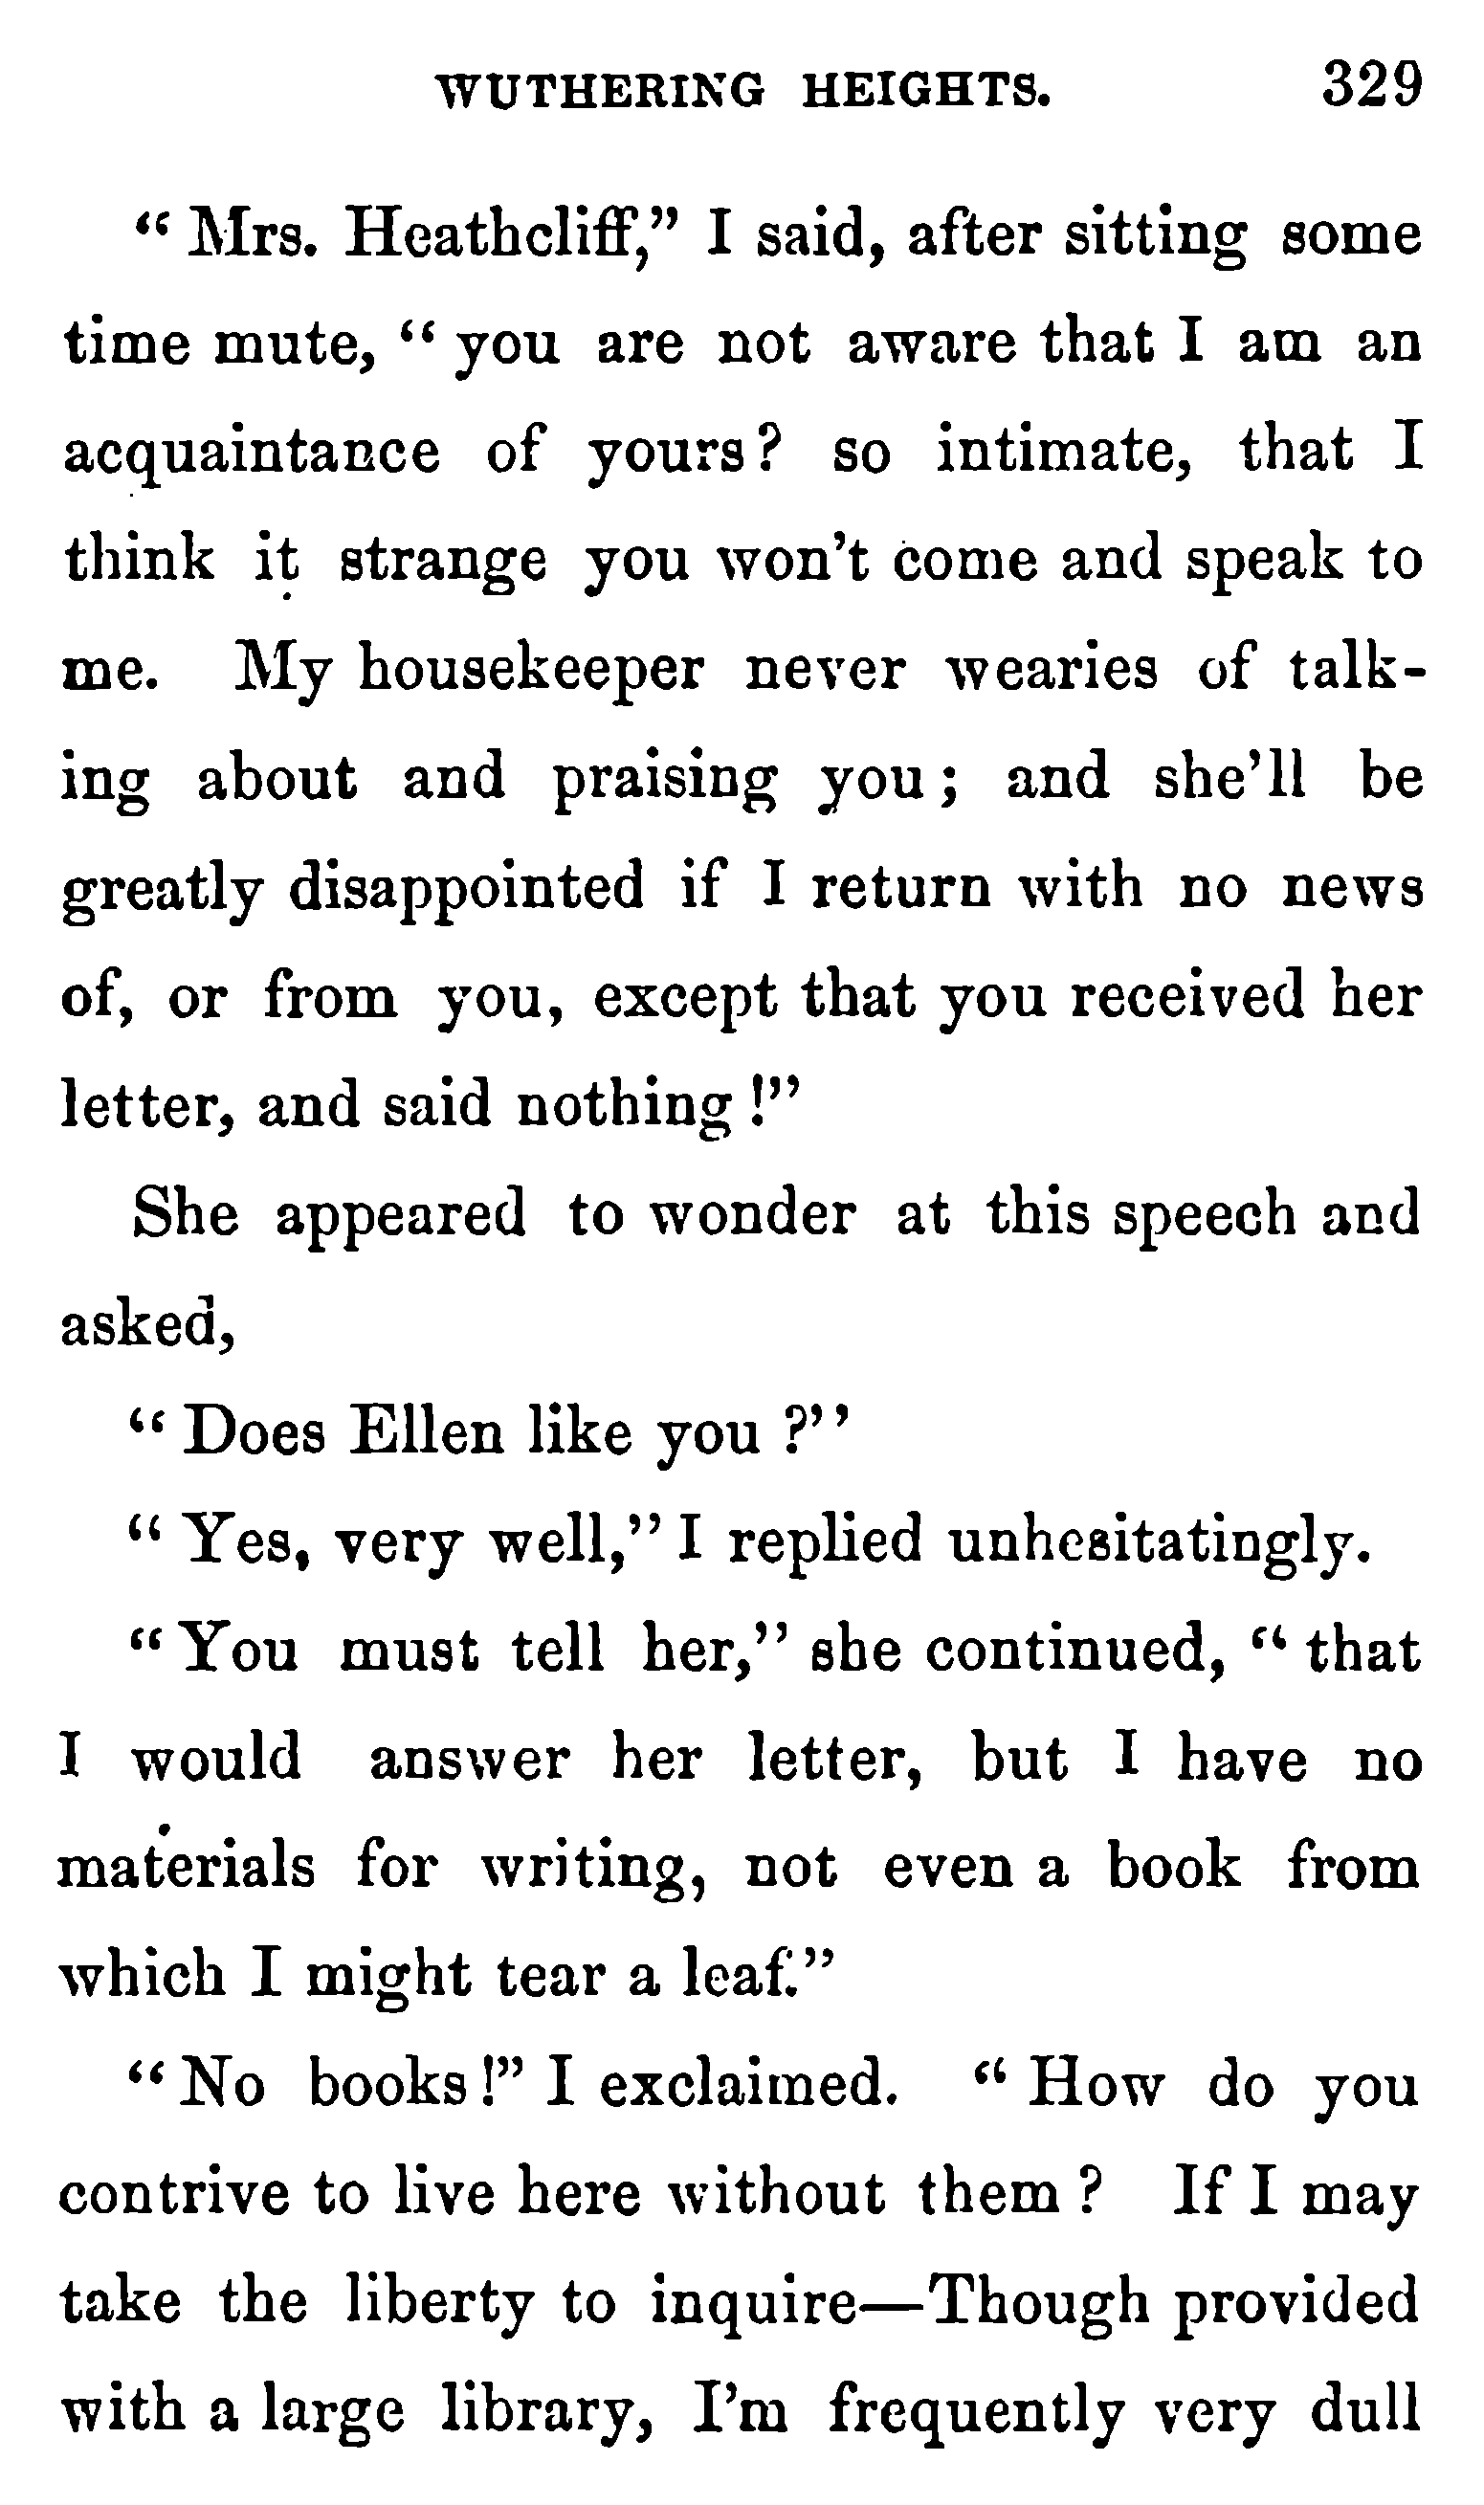 WUTHERING HEIGHTS. 329
“ Mrs. Heathcliff,” I said, after sitting some
time mute, “ you are not aware that I am an
acquaintance of yours? so intimate, that I
think it strange you won’t come and speak to
me. My housekeeper never wearies of talk-
ing about and praising you ; and she’ll be
greatly disappointed if I return with no news
of, or from you, except that you received her
letter, and said nothing !”
She appeared to wonder at this speech and
asked,
“ Does Ellen like you ?”
“ Yes, very well,” I replied unhesitatingly.
“ You must tell her,” she continued, “ that
I would answer her letter, but I have no
materials for writing, not even a book from
which I might tear a leaf.”
“ No books !” I exclaimed. “ How do you
contrive to live here without them ? If I may
take the liberty to inquire—Though provided
with a large library, I’m frequently very dull